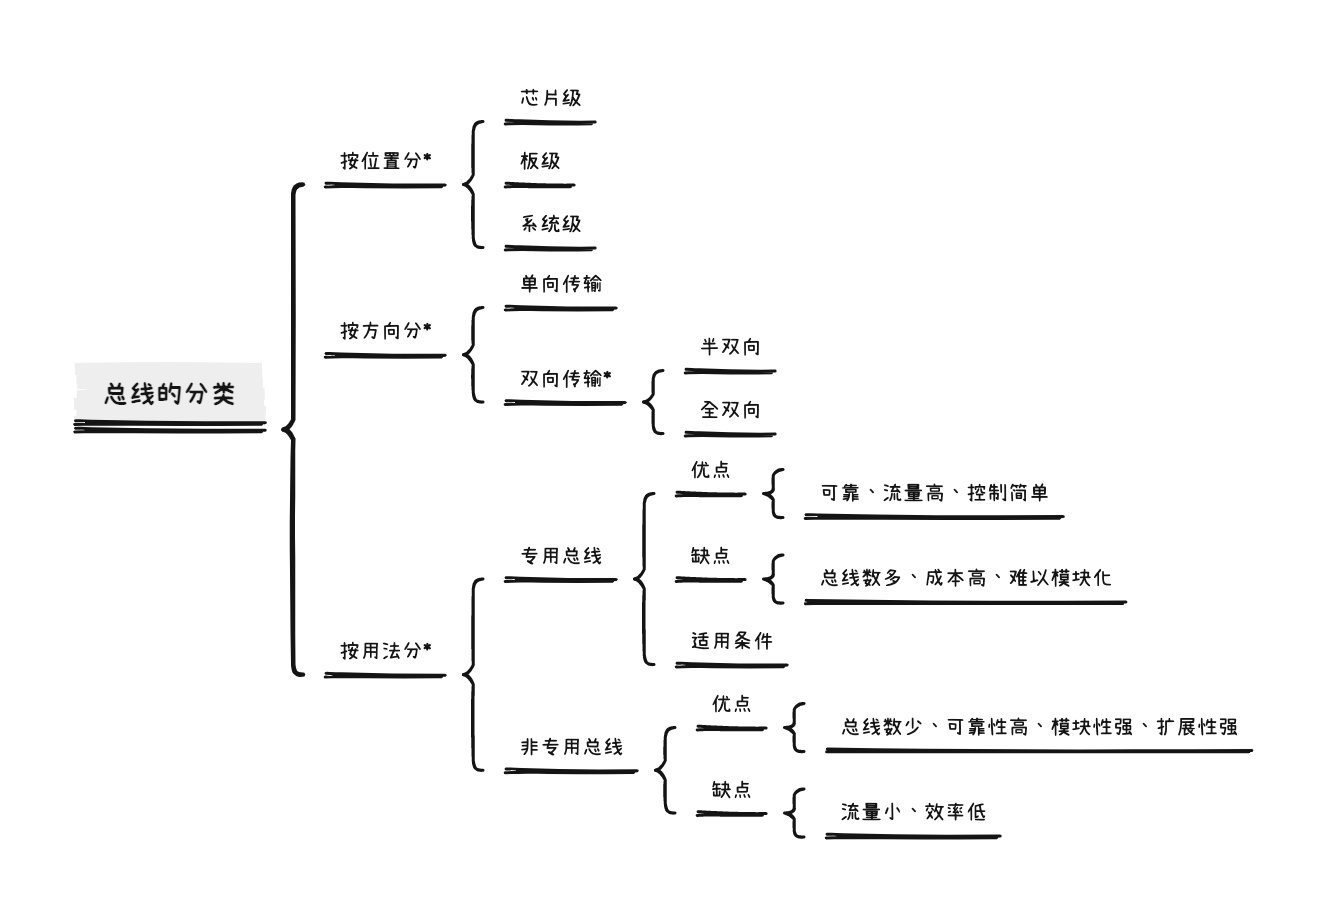 总线的分类
按位置分*
芯片级
板级
系统级
按方向分*
单向传输
双向传输*
半双向
全双向
按用法分*
专用总线
优点
可靠、流量高、控制简单
缺点
总线数多、成本高、难以模块化
适用条件
非专用总线
优点
总线数少、可靠性高、模块性强、扩展性强
缺点
流量小、效率低